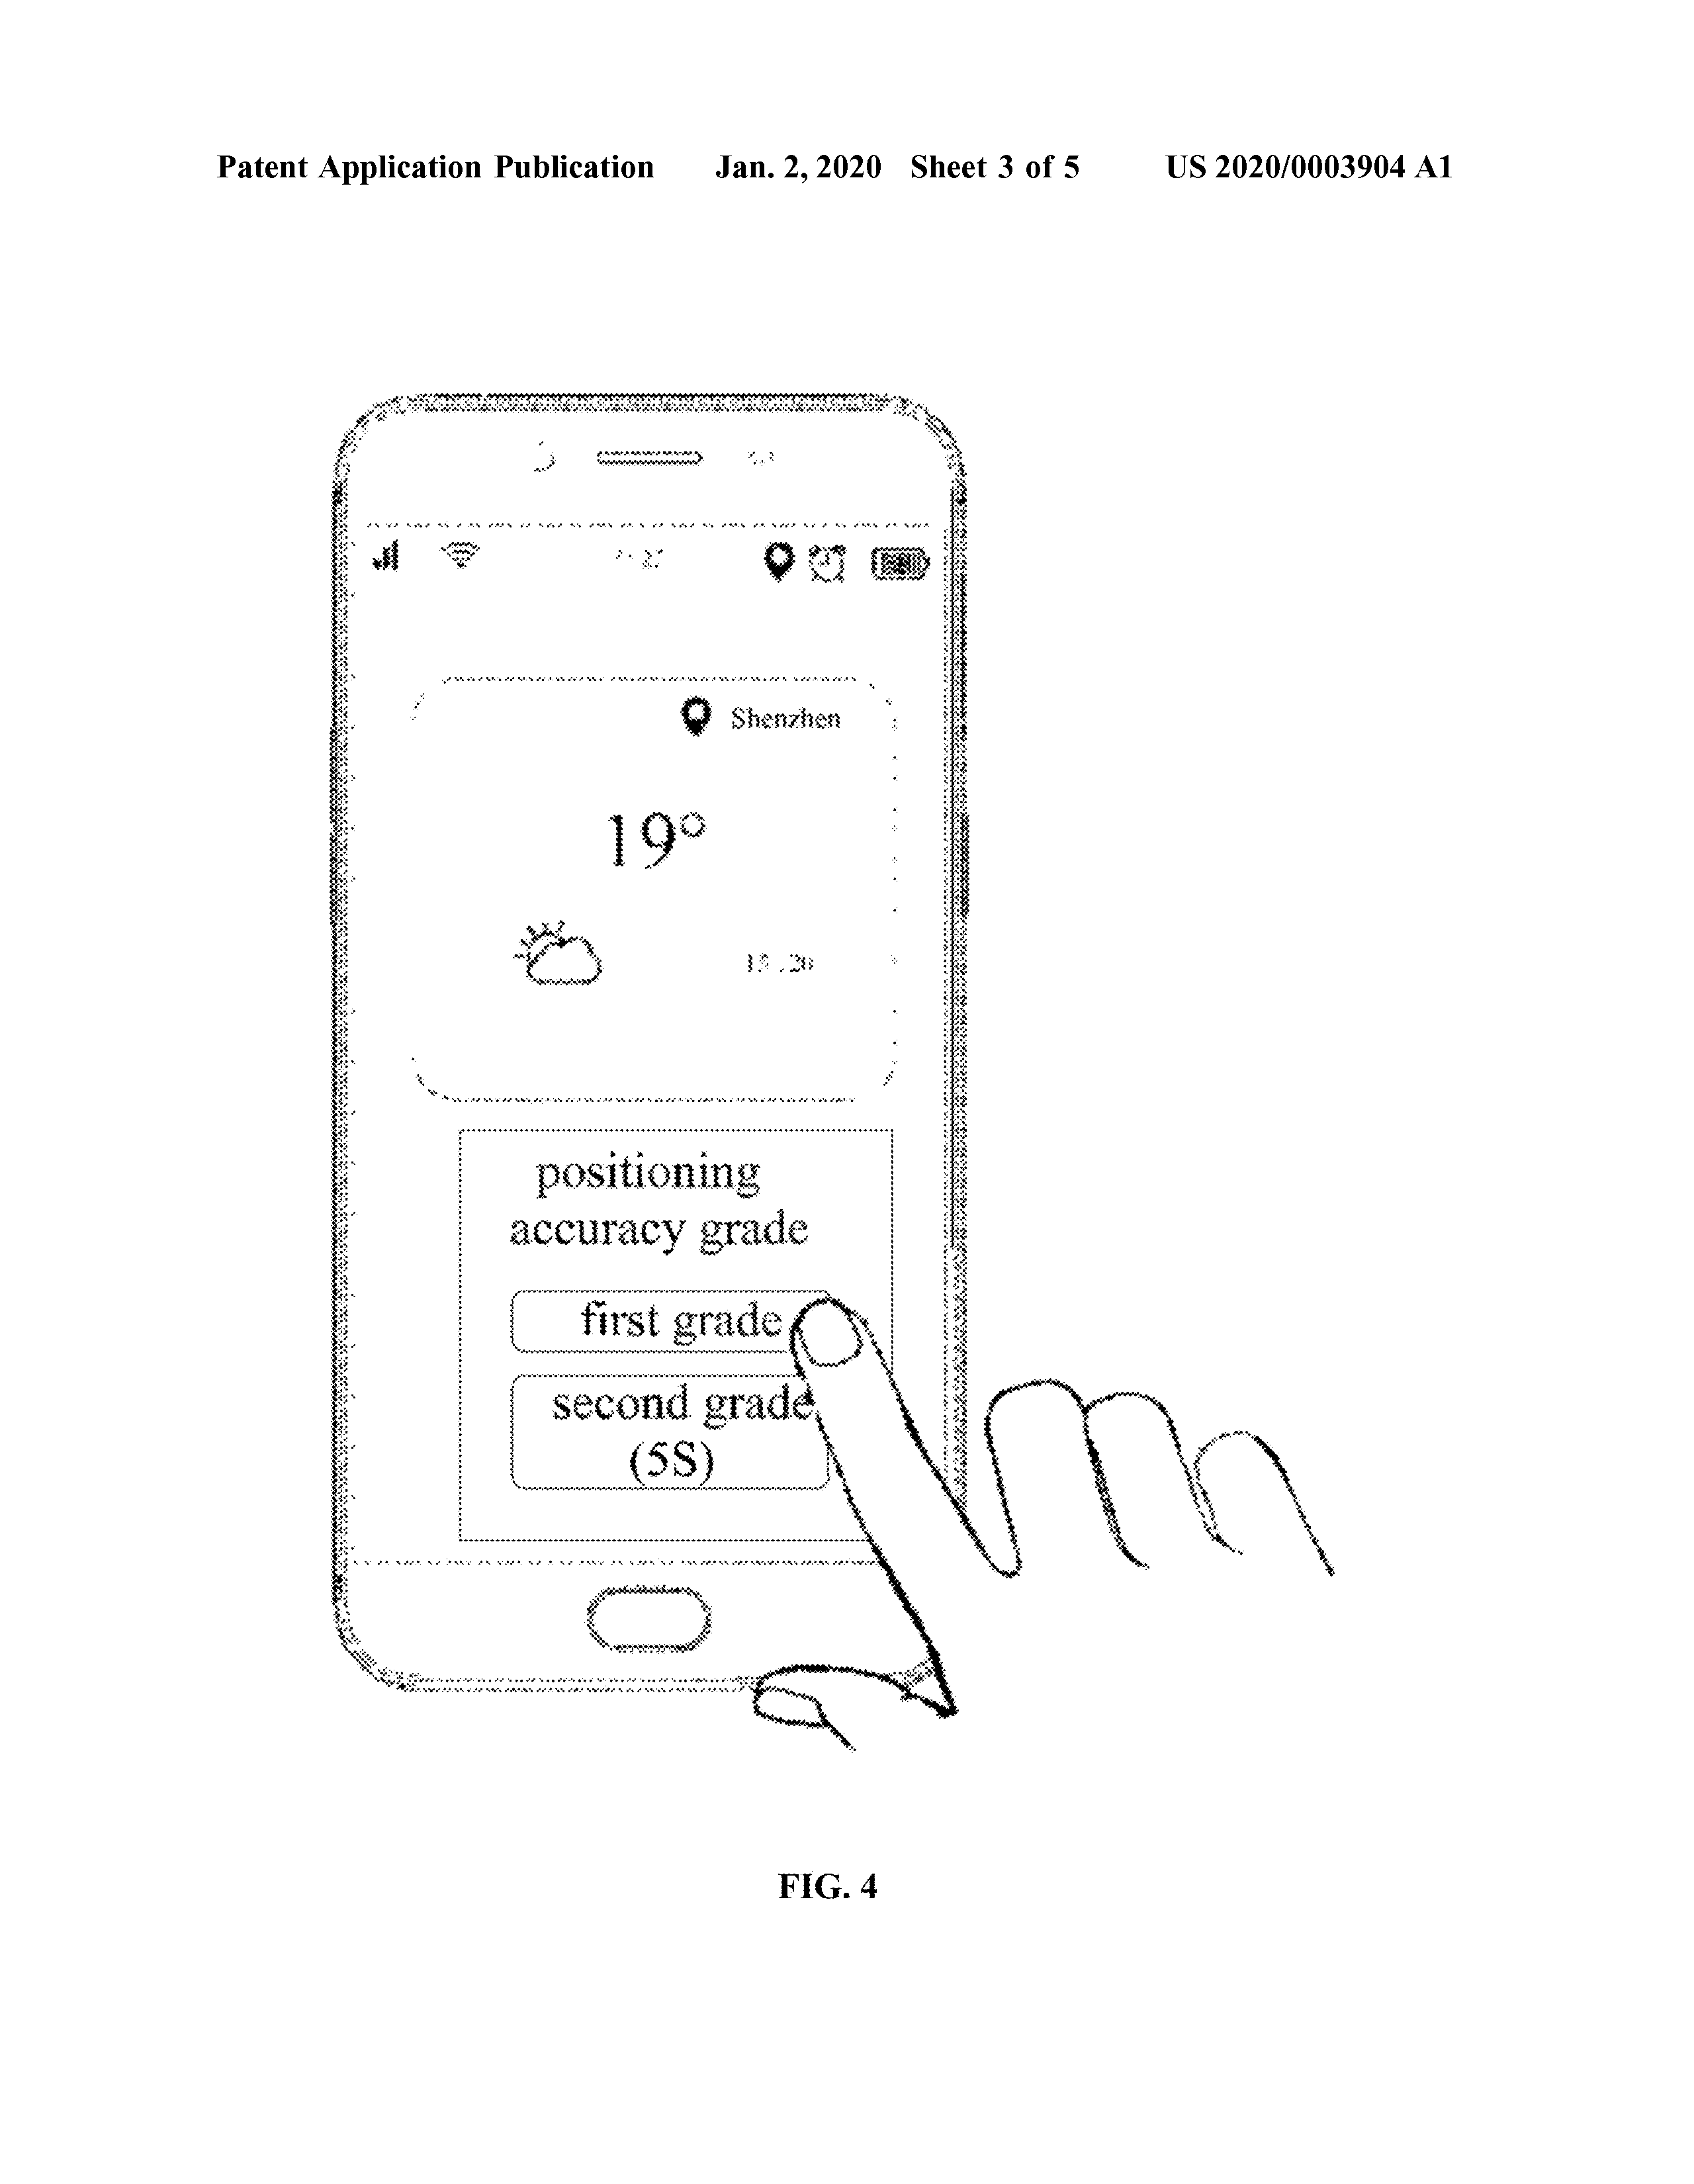 Patent Application Publication Jan. 2, 2020 Sheet 3 of 5 US 2020/0003904 A1
Shenzhen
19°
positioning
accuracy grade
first grade
second grade
(5S)
FIG. 4